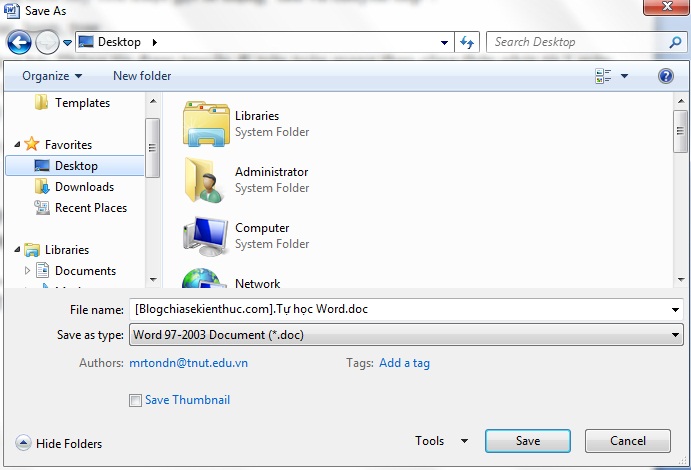 Save As
Desktop
Search Desktop
Organize
New folder
Templates
Favorites
Desktop
Downloads
Recent Places
Libraries
Documents
Libraries
System Folder
Administrator
System Folder
Computer
System Folder
Network
File name: [Blogchiasekienthuc.com].Tự học Word.doc
Save as type: Word 97-2003 Document (*.doc)
Authors: mrtondn@tnut.edu.vn Tags: Add a tag
Save Thumbnail
Hide Folders
Tools
Save
Cancel